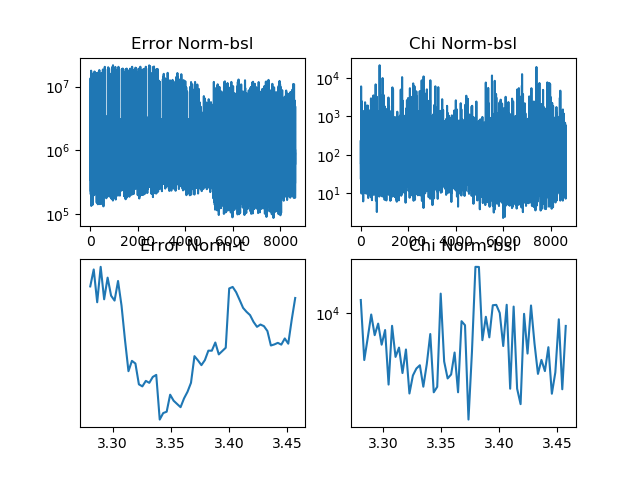 Error Norm-bsl
Chi Norm-bsl
10^7
10^6
10^5
0 2000 4000 6000 8000
10^4
10^3
10^2
10^1
0 2000 4000 6000 8000
Error Norm-t
Chi Norm-bsl
3.30 3.35 3.40 3.45
10^4
3.30 3.35 3.40 3.45